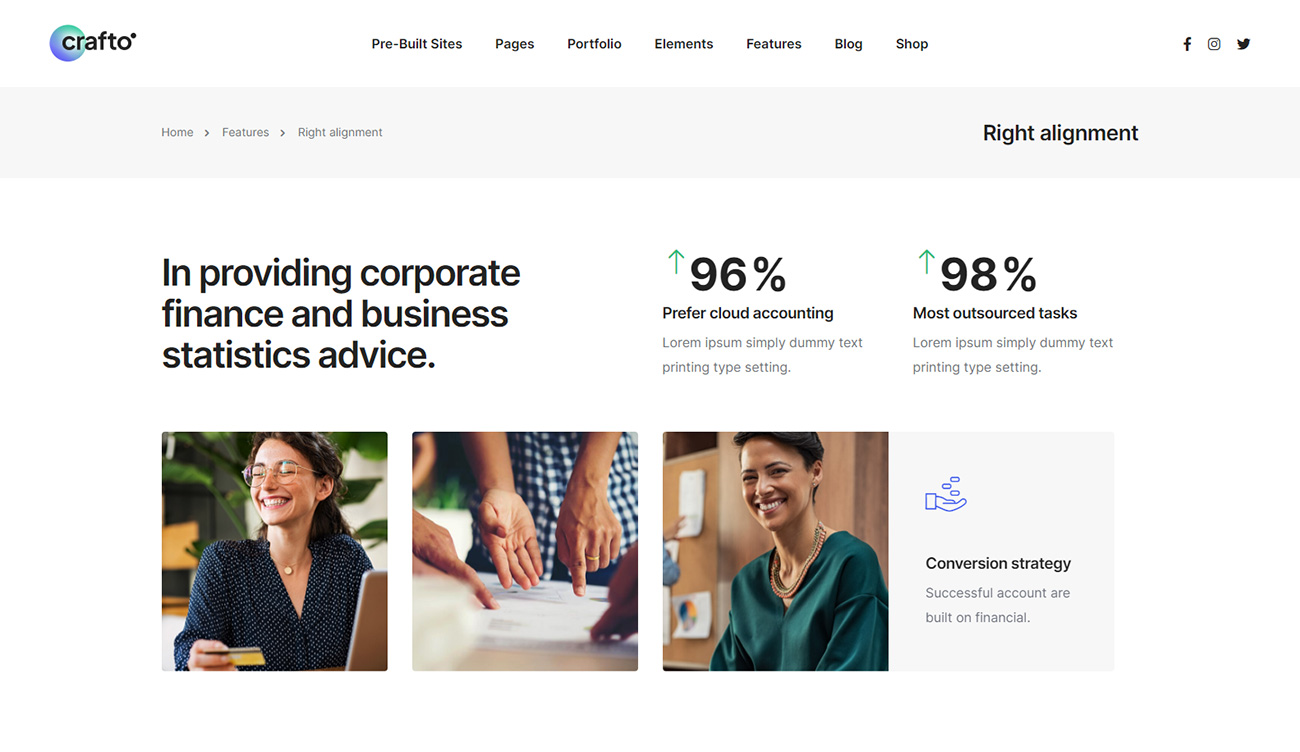 crafto
Pre-Built Sites Pages Portfolio Elements Features Blog Shop
Home Features Right alignment
Right alignment
In providing corporate
finance and business
statistics advice.
96%
Prefer cloud accounting
Lorem ipsum simply dummy text
printing type setting.
98%
Most outsourced tasks
Lorem ipsum simply dummy text
printing type setting.
Conversion strategy
Successful account are
built on financial.